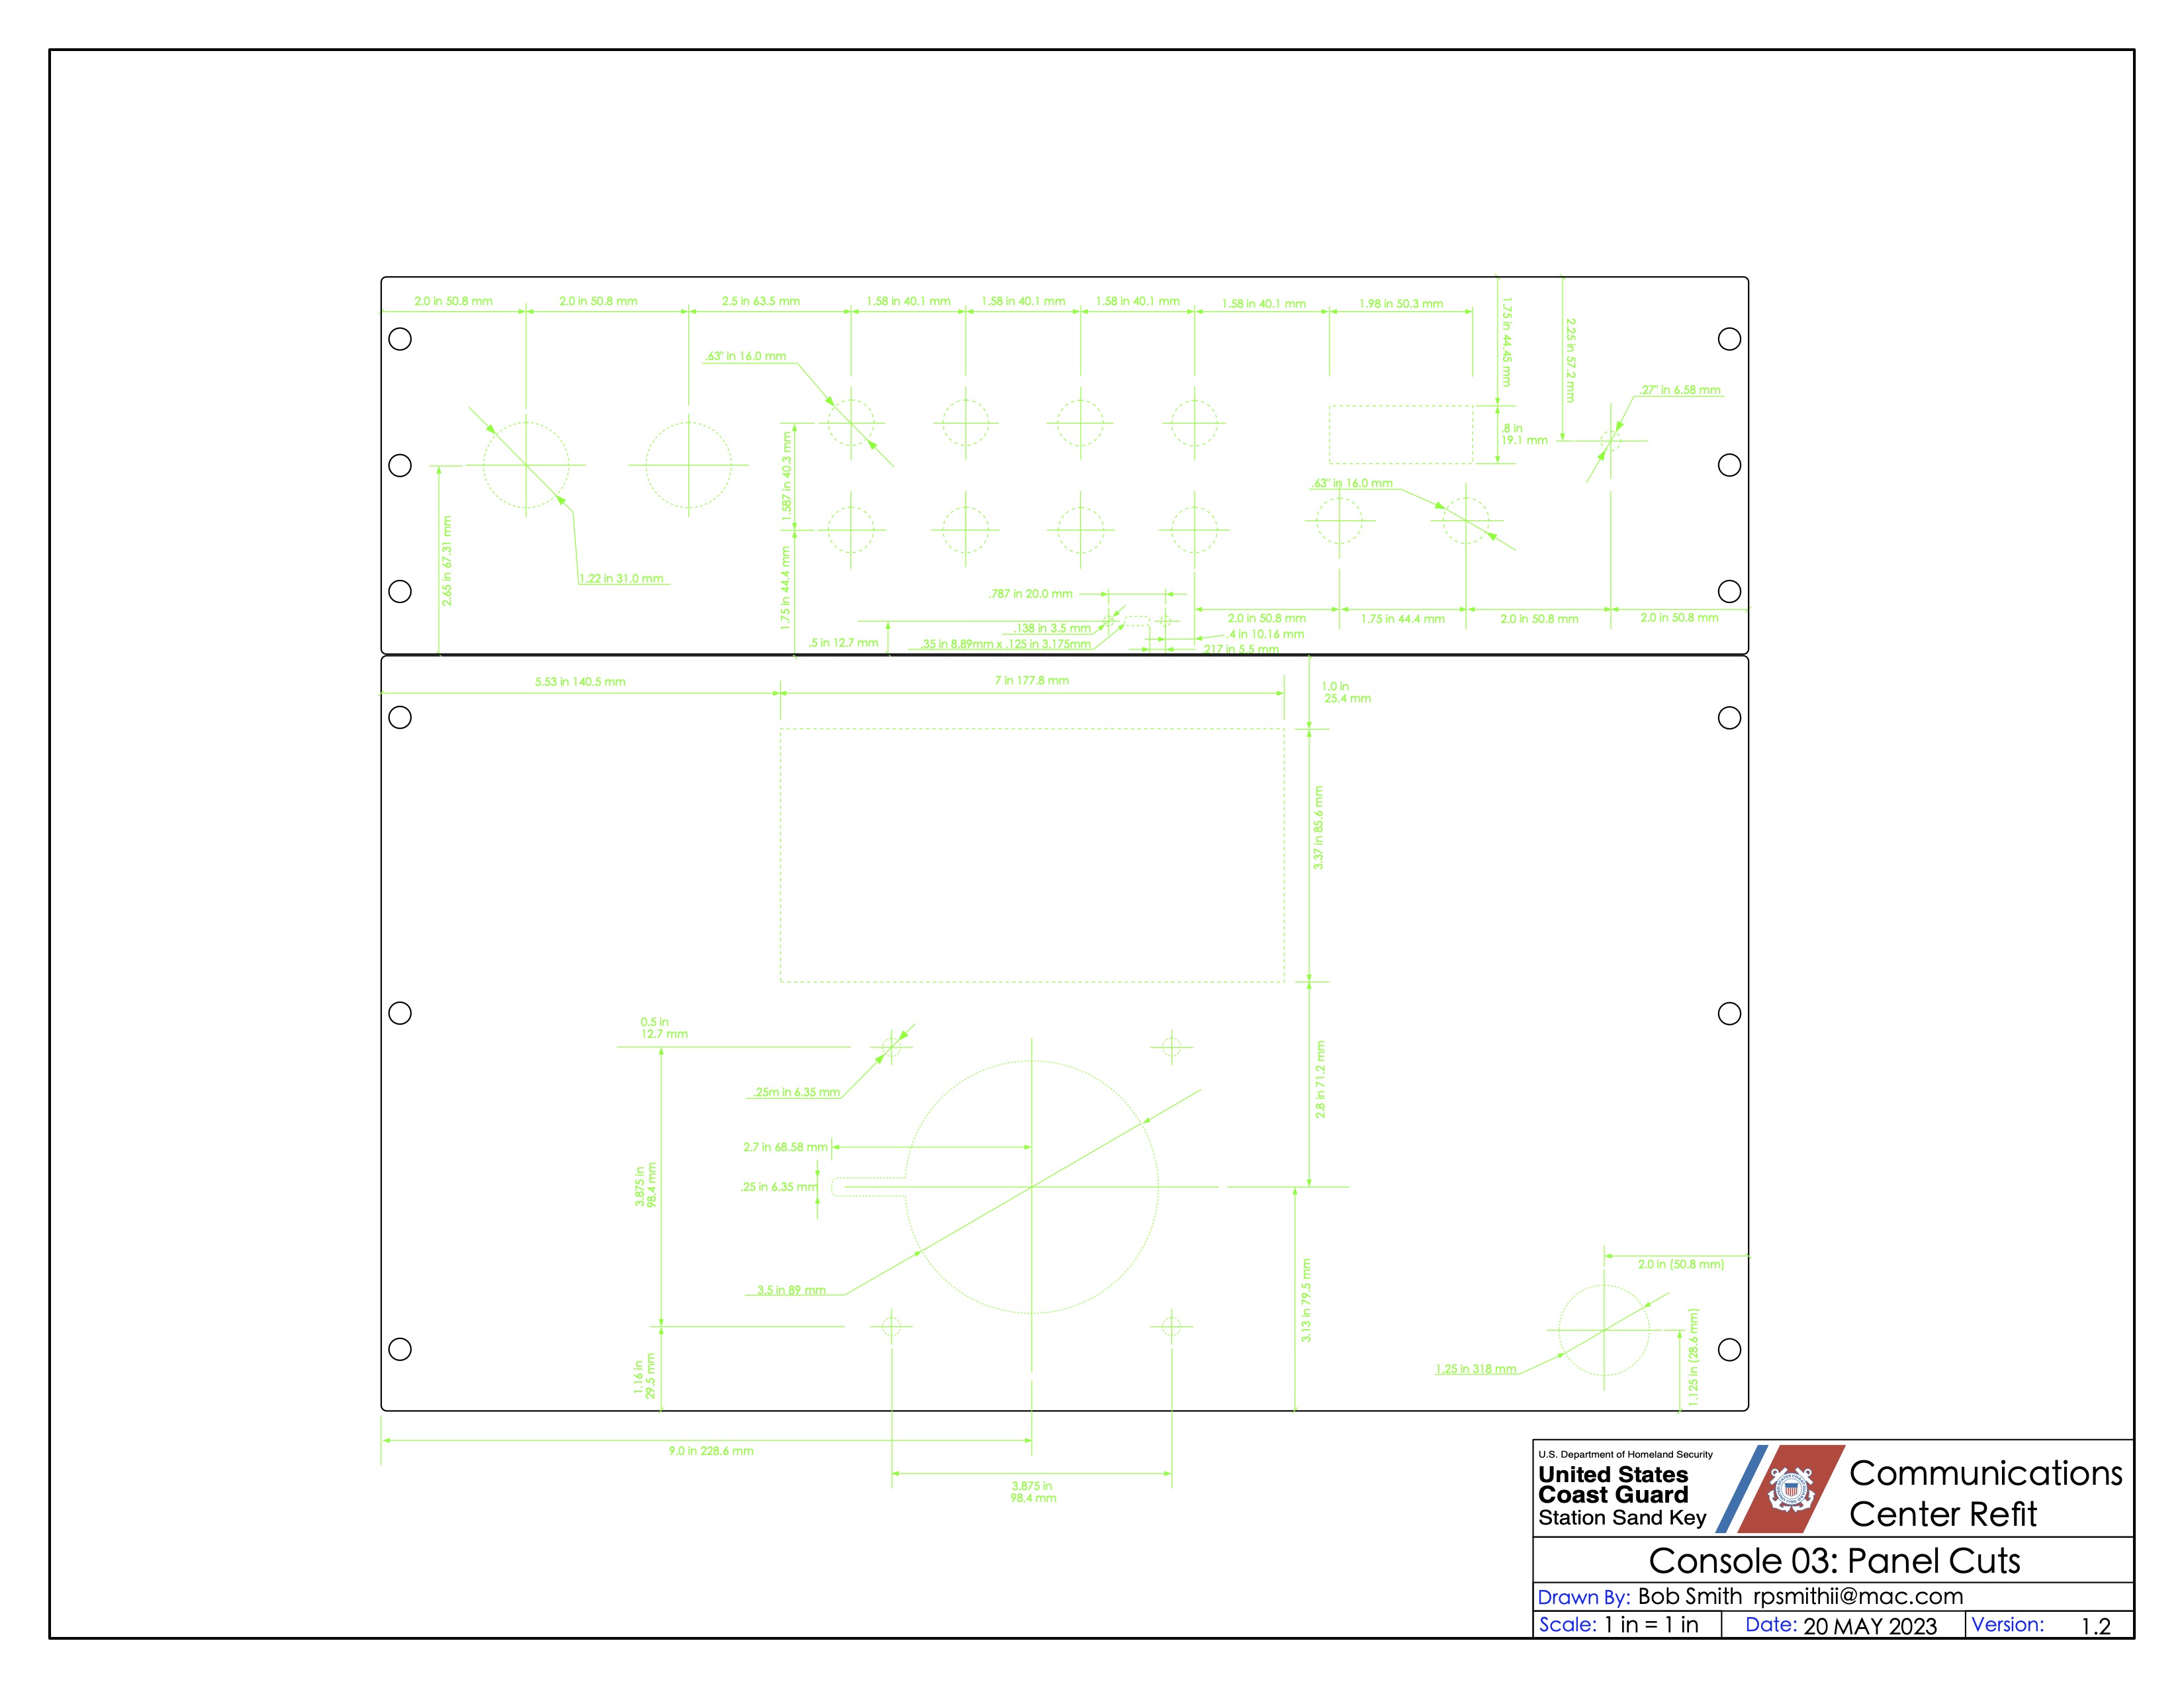 2.0 in 50.8 mm
2.0 in 50.8 mm
2.5 in 63.5 mm
1.58 in 40.1 mm
1.58 in 40.1 mm
1.58 in 40.1 mm
1.58 in 40.1 mm
1.98 in 50.3 mm
1.75 in 44.45 mm
2.25 in 57.2 mm
.63" in 16.0 mm
.27" in 6.58 mm
.8 in
19.1 mm
1.587 in 40.3 mm
.63" in 16.0 mm
2.65 in 67.31 mm
1.22 in 31.0 mm
1.75 in 44.4 mm
.787 in 20.0 mm
.138 in 3.5 mm
2.0 in 50.8 mm
1.75 in 44.4 mm
2.0 in 50.8 mm
2.0 in 50.8 mm
.4 in 10.16 mm
.5 in 12.7 mm
.35 in 8.89mm x .125 in 3.175mm
.217 in 5.5 mm
5.53 in 140.5 mm
7 in 177.8 mm
1.0 in
25.4 mm
3.37 in 85.6 mm
0.5 in
12.7 mm
.25m in 6.35 mm
2.8 in 71.2 mm
2.7 in 68.58 mm
3.875 in
98.4 mm
.25 in 6.35 mm
3.5 in 89 mm
3.13 in 79.5 mm
2.0 in (50.8 mm)
1.16 in
29.5 mm
1.25 in 318 mm
1.125 in (28.6 mm)
9.0 in 228.6 mm
3.875 in
98.4 mm
U.S. Department of Homeland Security
United States
Coast Guard
Station Sand Key
Communications
Center Refit
Console 03: Panel Cuts
Drawn By: Bob Smith rpsmithii@mac.com
Scale: 1 in = 1 in
Date: 20 MAY 2023
Version: 1.2